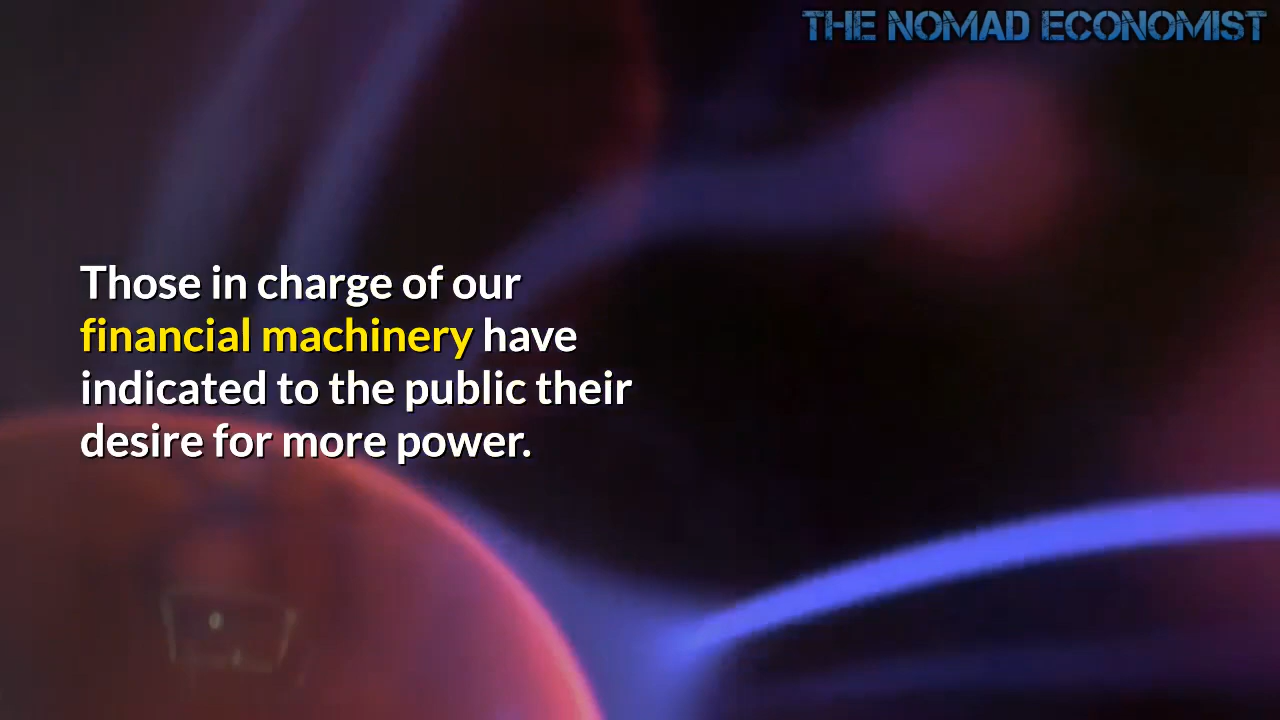 THE NOMAD ECONOMIST
Those in charge of our
financial machinery have
indicated to the public their
desire for more power.